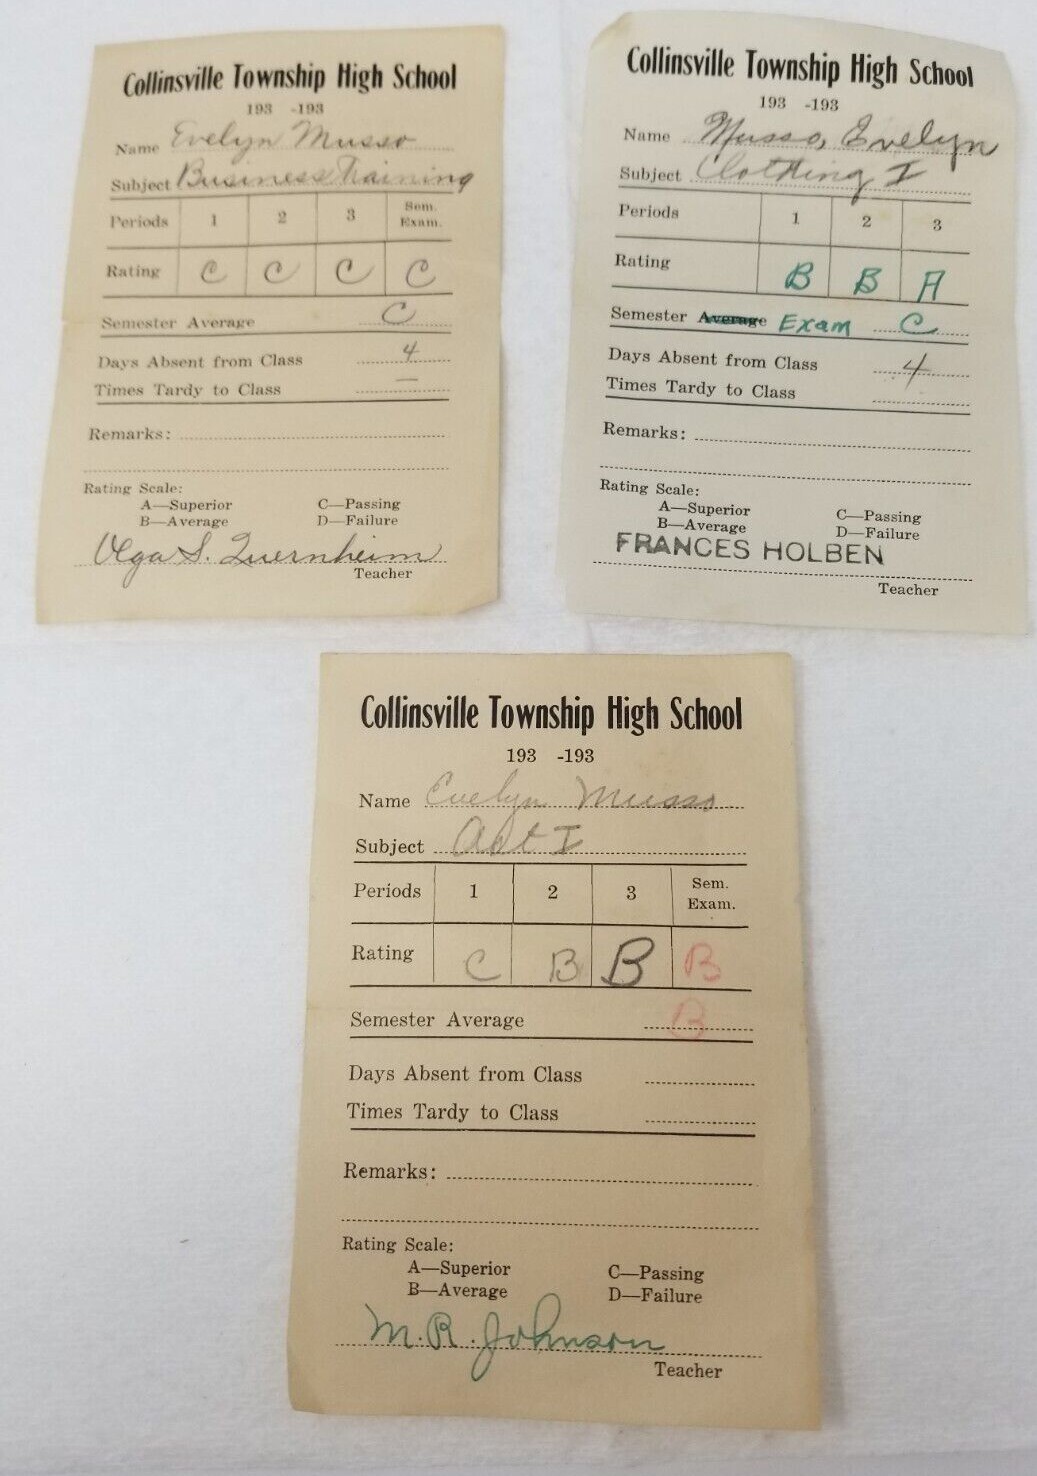 Collinsville Township High School
193 -193
Name Evelyn Musso
Subject Business Training
Periods 1 2 3 Sem. Exam.
Rating C C C C
Semester Average C
Days Absent from Class 4
Times Tardy to Class —
Remarks:
Rating Scale:
A—Superior C—Passing
B—Average D—Failure
Olga S. Quernheim
Teacher
Collinsville Township High School
193 -193
Name Musso, Evelyn
Subject Clothing I
Periods 1 2 3
Rating B B A
Semester Average Exam C
Days Absent from Class 4
Times Tardy to Class
Remarks:
Rating Scale:
A—Superior C—Passing
B—Average D—Failure
FRANCES HOLBEN
Teacher
Collinsville Township High School
193 -193
Name Evelyn Musso
Subject Art I
Periods 1 2 3 Sem. Exam.
Rating C B B B
Semester Average B
Days Absent from Class
Times Tardy to Class
Remarks:
Rating Scale:
A—Superior C—Passing
B—Average D—Failure
M. R. Johnson
Teacher